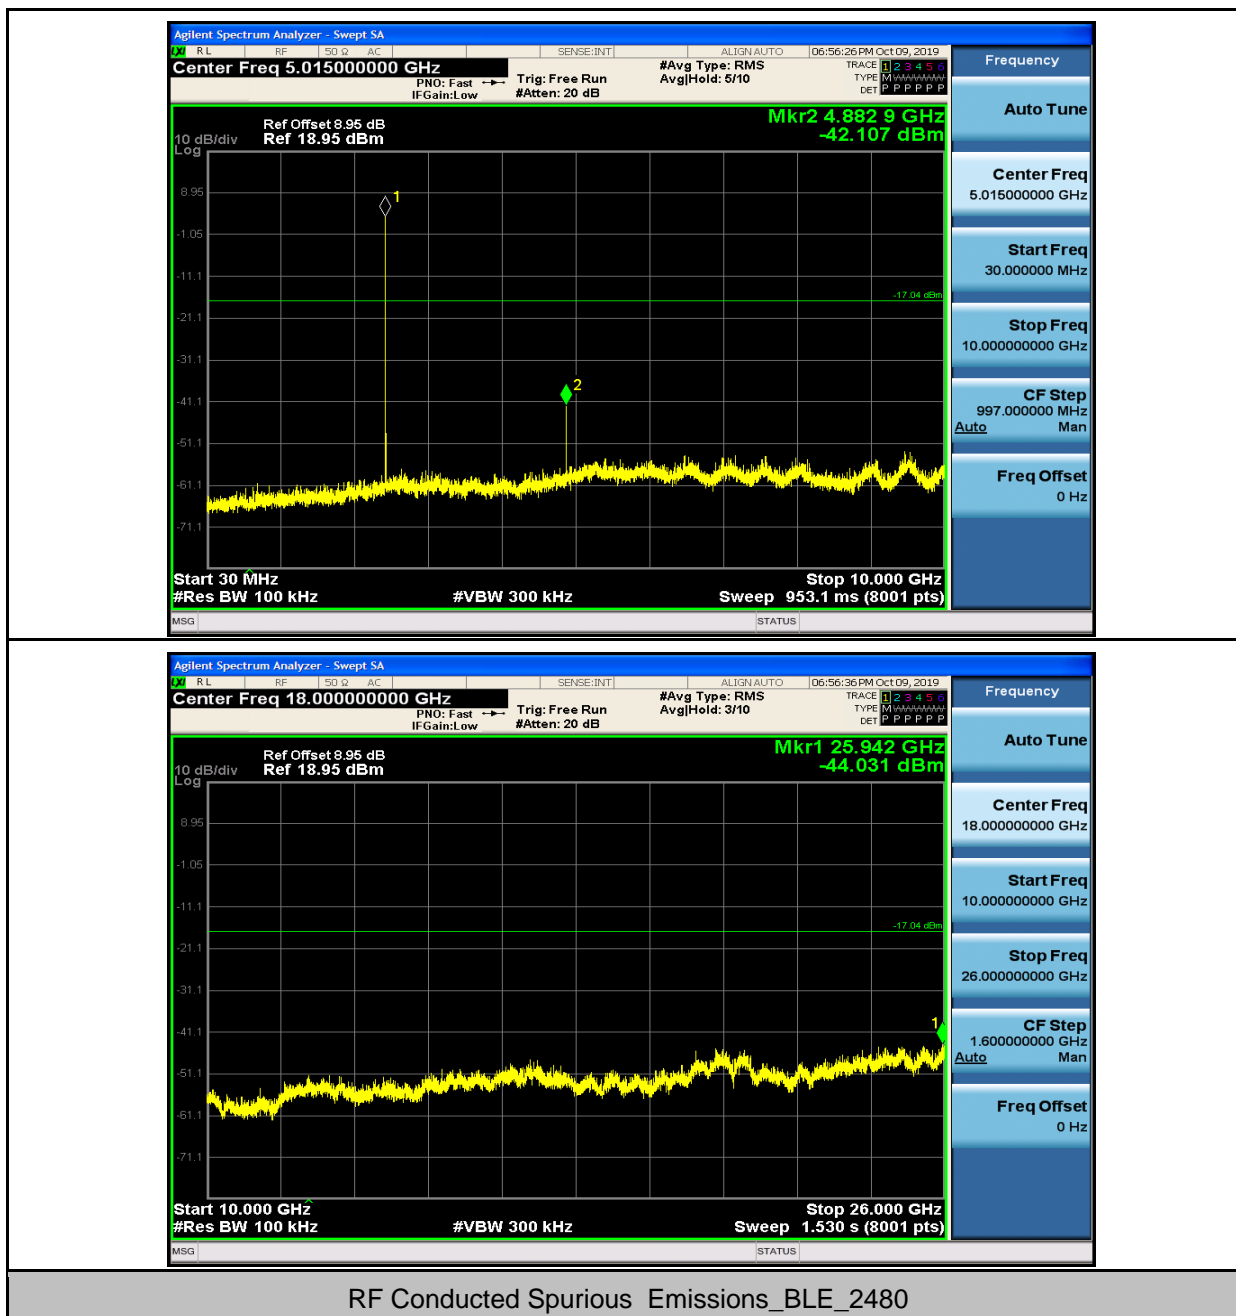 Agilent Spectrum Analyzer - Swept SA
LXI RL RF 50 Ω AC SENSE:INT ALIGN AUTO 06:56:26 PM Oct 09, 2019
Center Freq 5.015000000 GHz
PNO: Fast
IFGain:Low
Trig: Free Run
#Atten: 20 dB
#Avg Type: RMS
Avg|Hold: 5/10
TRACE 1 2 3 4 5 6
TYPE M
DET P P P P P P
Frequency
Auto Tune
Mkr2 4.882 9 GHz
-42.107 dBm
Ref Offset 8.95 dB
10 dB/div Ref 18.95 dBm
Log
8.95
-1.05
-11.1
-21.1
-31.1
-41.1
-51.1
-61.1
-71.1
1
2
-17.04 dBm
Center Freq
5.015000000 GHz
Start Freq
30.000000 MHz
Stop Freq
10.000000000 GHz
CF Step
997.000000 MHz
Auto Man
Freq Offset
0 Hz
Start 30 MHz Stop 10.000 GHz
#Res BW 100 kHz #VBW 300 kHz Sweep 953.1 ms (8001 pts)
MSG STATUS
Agilent Spectrum Analyzer - Swept SA
LXI RL RF 50 Ω AC SENSE:INT ALIGN AUTO 06:56:36 PM Oct 09, 2019
Center Freq 18.000000000 GHz
PNO: Fast
IFGain:Low
Trig: Free Run
#Atten: 20 dB
#Avg Type: RMS
Avg|Hold: 3/10
TRACE 1 2 3 4 5 6
TYPE M
DET P P P P P P
Frequency
Auto Tune
Mkr1 25.942 GHz
-44.031 dBm
Ref Offset 8.95 dB
10 dB/div Ref 18.95 dBm
Log
8.95
-1.05
-11.1
-21.1
-31.1
-41.1
-51.1
-61.1
-71.1
-17.04 dBm
1
Center Freq
18.000000000 GHz
Start Freq
10.000000000 GHz
Stop Freq
26.000000000 GHz
CF Step
1.600000000 GHz
Auto Man
Freq Offset
0 Hz
Start 10.000 GHz Stop 26.000 GHz
#Res BW 100 kHz #VBW 300 kHz Sweep 1.530 s (8001 pts)
MSG STATUS
RF Conducted Spurious Emissions_BLE_2480